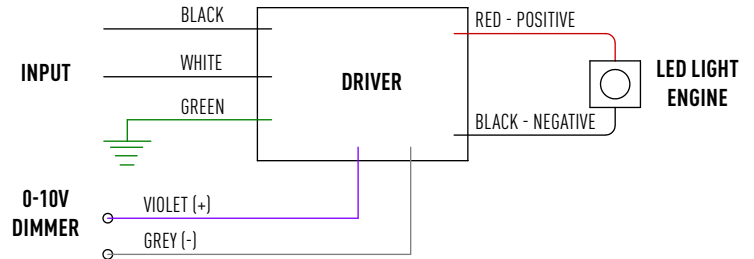 BLACK
RED - POSITIVE
INPUT
WHITE
DRIVER
LED LIGHT
ENGINE
GREEN
BLACK - NEGATIVE
0-10V
DIMMER
VIOLET (+)
GREY (-)